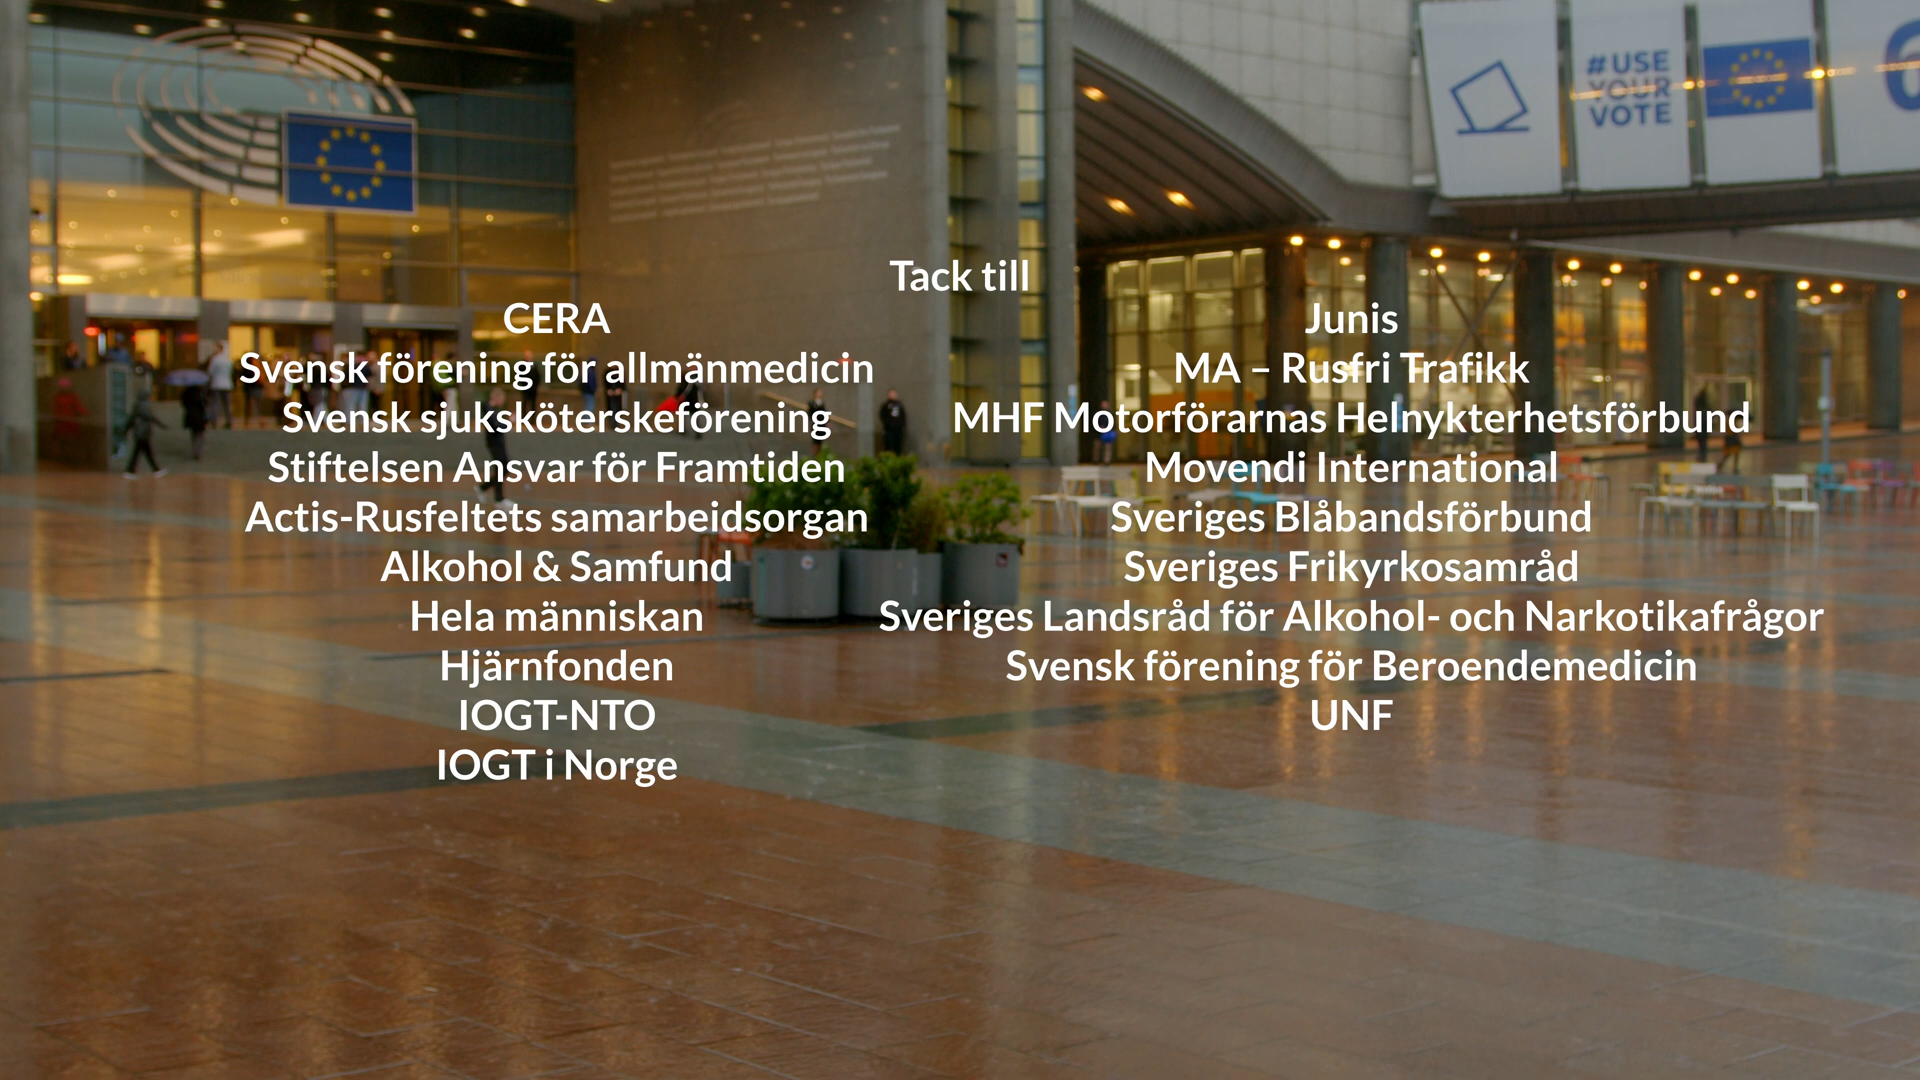 #USE
YOUR
VOTE
6
Tack till
CERA
Svensk förening för allmänmedicin
Svensk sjuksköterskeförening
Stiftelsen Ansvar för Framtiden
Actis-Rusfeltets samarbeidsorgan
Alkohol & Samfund
Hela människan
Hjärnfonden
IOGT-NTO
IOGT i Norge
Junis
MA – Rusfri Trafikk
MHF Motorförarnas Helnykterhetsförbund
Movendi International
Sveriges Blåbandsförbund
Sveriges Frikyrkosamråd
Sveriges Landsråd för Alkohol- och Narkotikafrågor
Svensk förening för Beroendemedicin
UNF